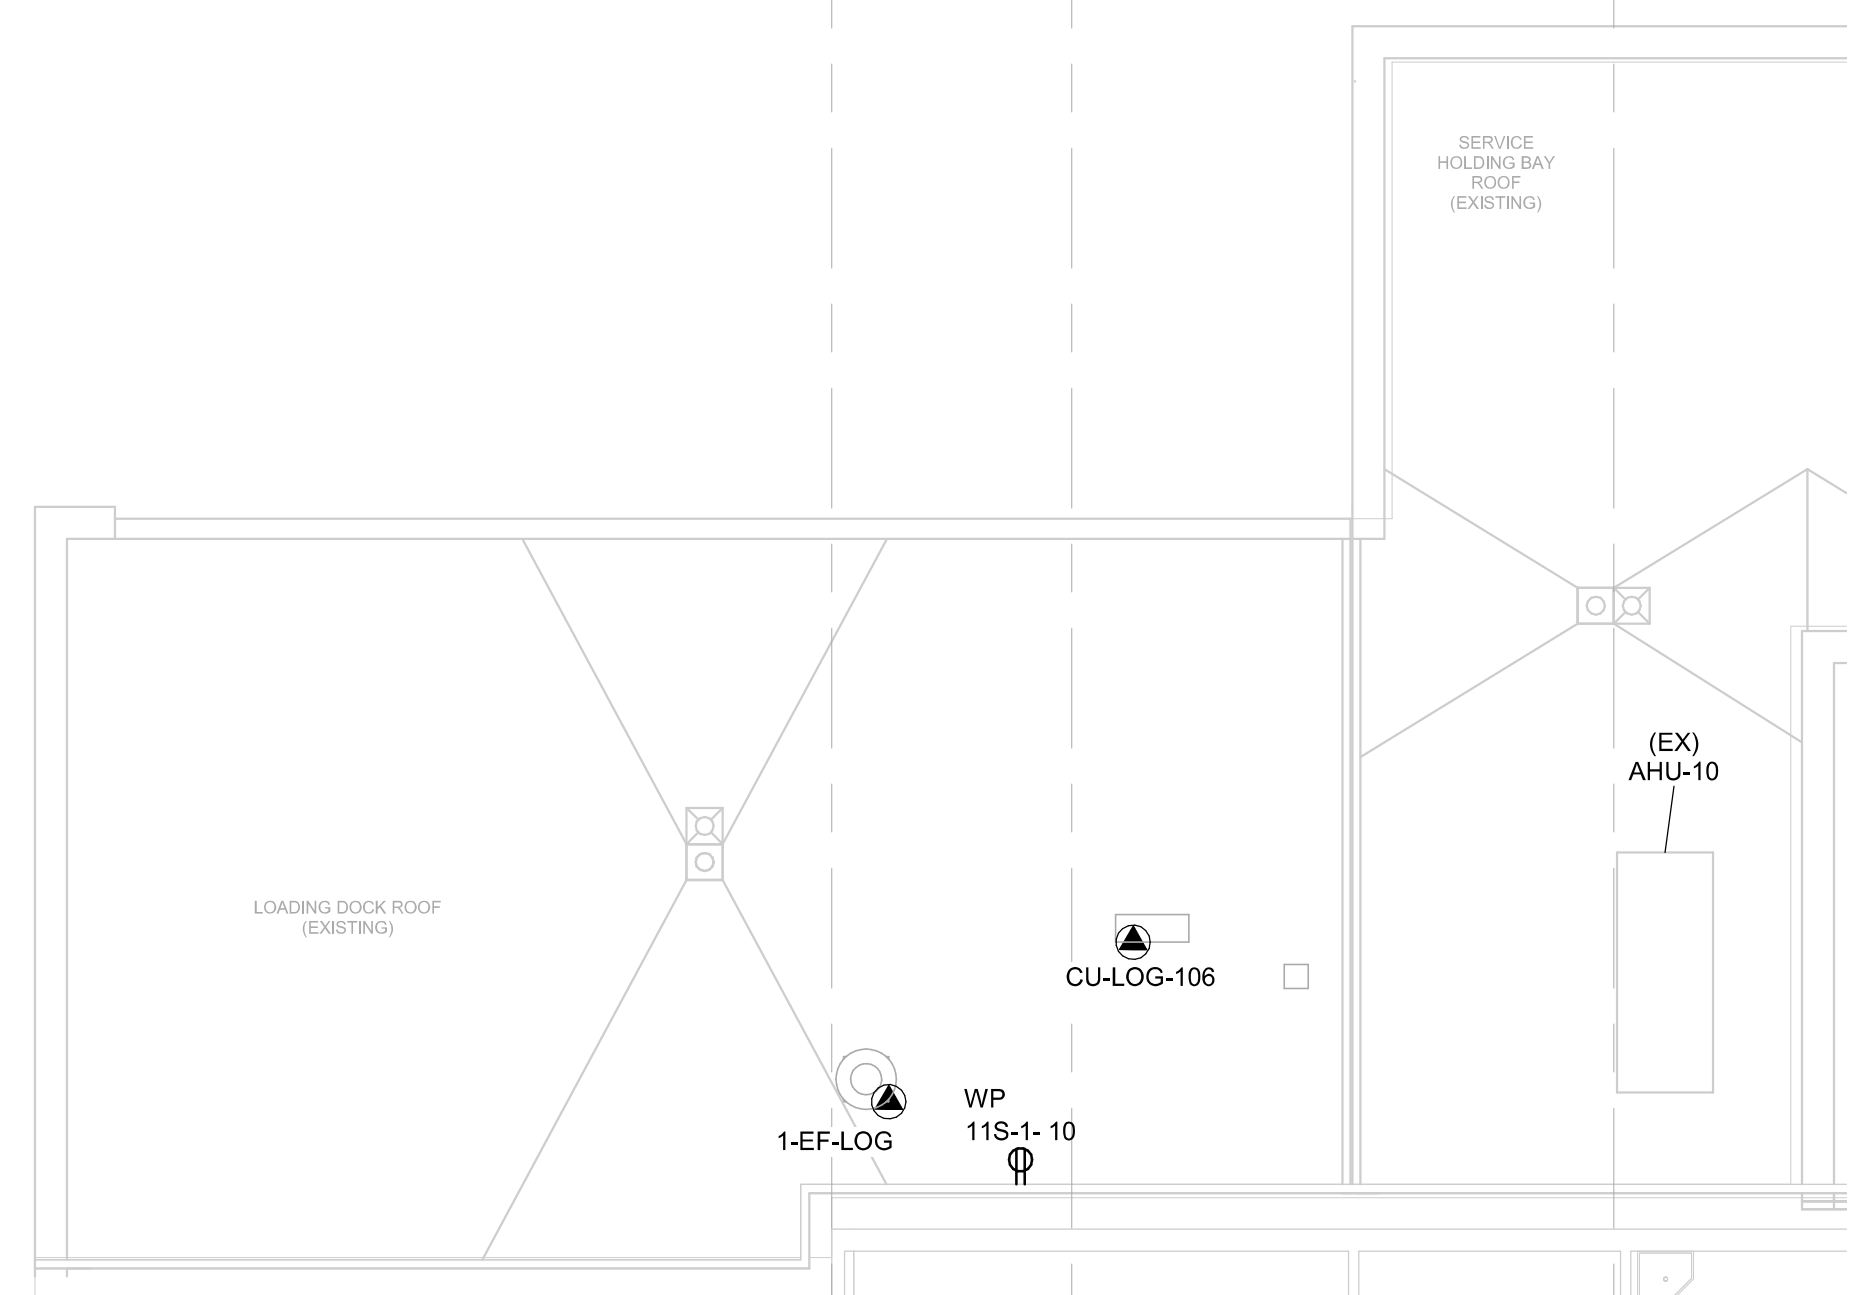 SERVICE
HOLDING BAY
ROOF
(EXISTING)
(EX)
AHU-10
LOADING DOCK ROOF
(EXISTING)
CU-LOG-106
WP
11S-1- 10
1-EF-LOG